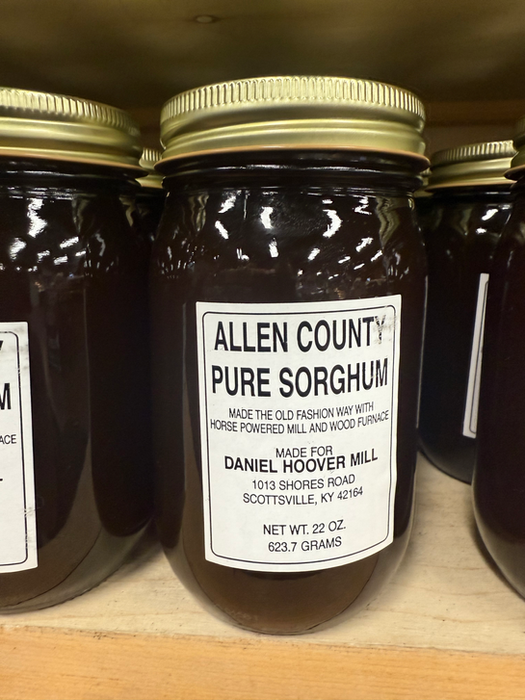 ALLEN COUNTY
PURE SORGHUM
MADE THE OLD FASHION WAY WITH
HORSE POWERED MILL AND WOOD FURNACE
MADE FOR
DANIEL HOOVER MILL
1013 SHORES ROAD
SCOTTSVILLE, KY 42164
NET WT. 22 OZ.
623.7 GRAMS